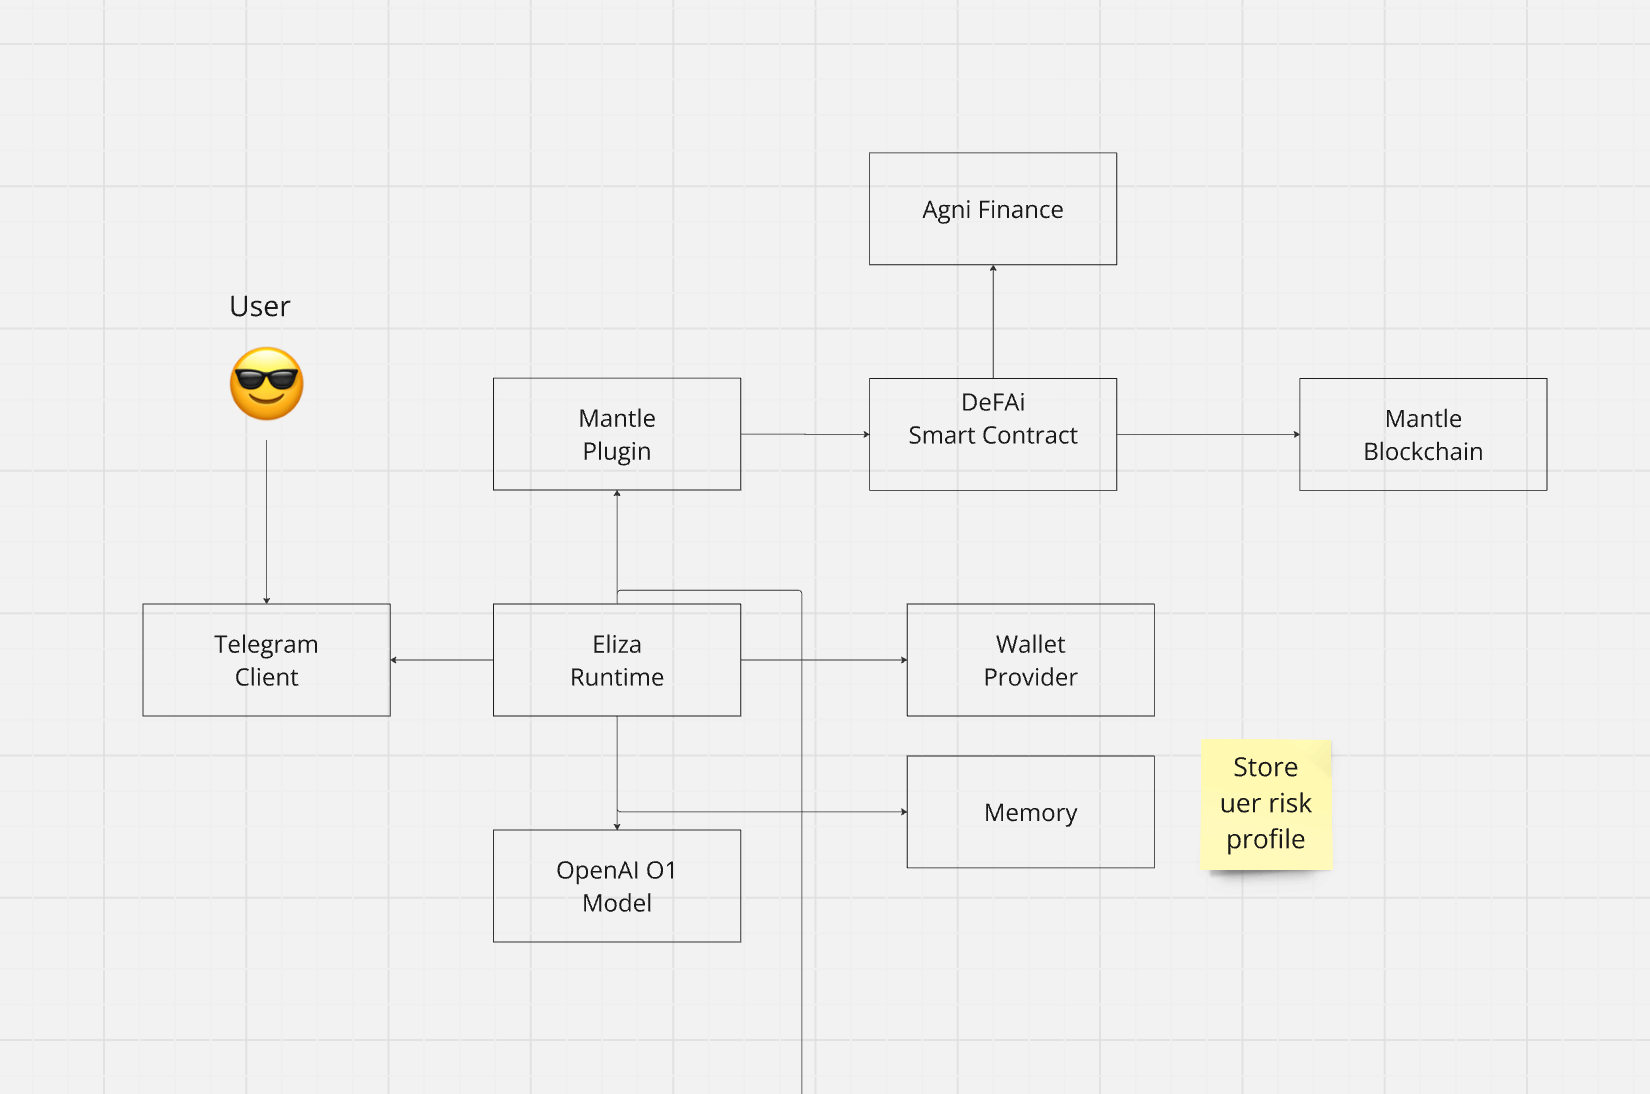 Agni Finance
User
Mantle
Plugin
DeFAi
Smart Contract
Mantle
Blockchain
Telegram
Client
Eliza
Runtime
Wallet
Provider
Memory
Store
uer risk
profile
OpenAI O1
Model